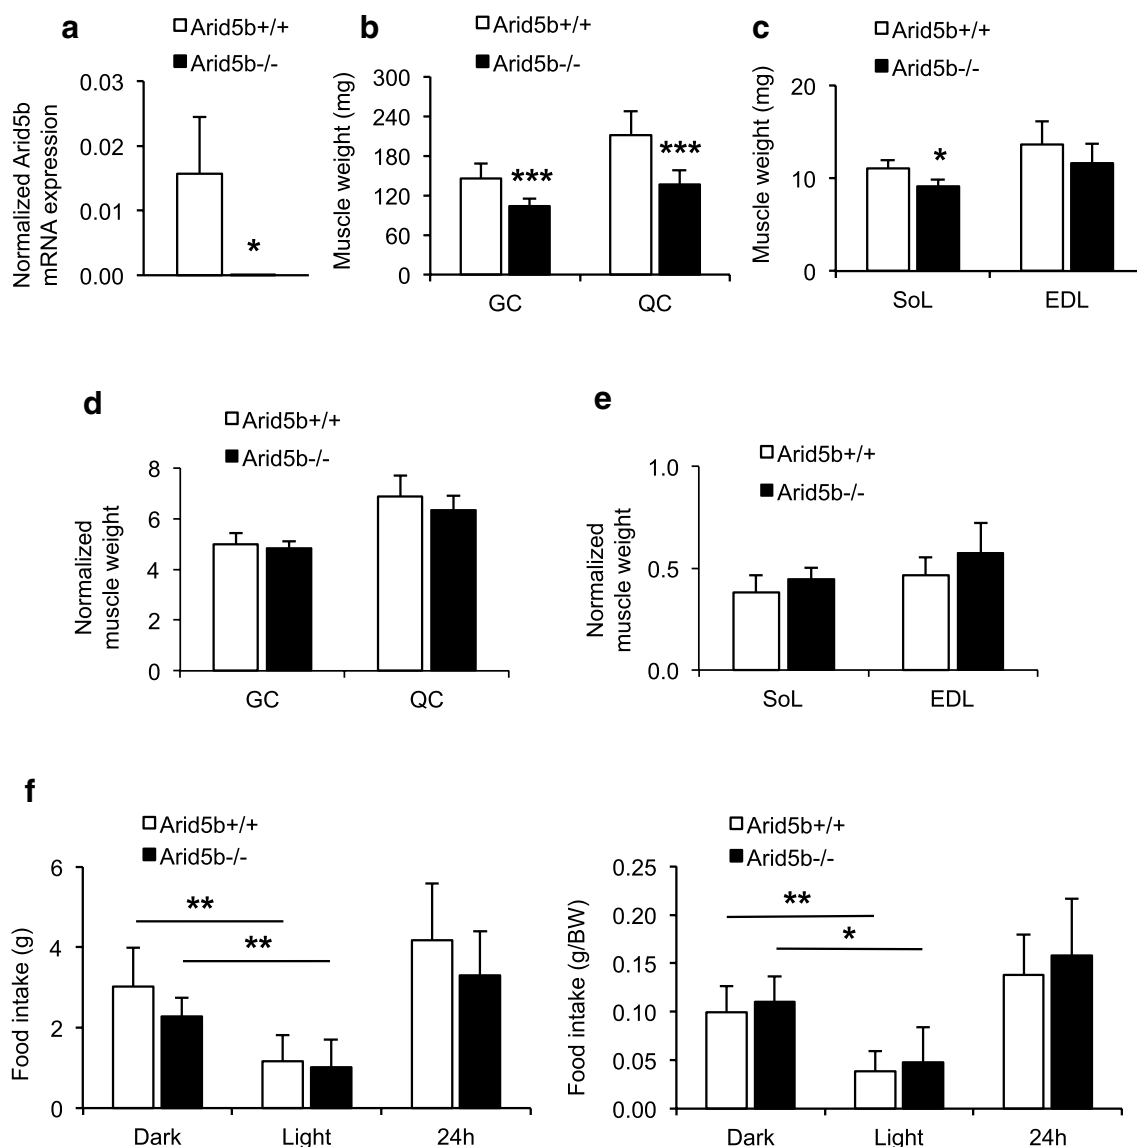 a
Arid5b+/+
Arid5b-/-
Normalized Arid5b
mRNA expression
0.03
0.02
0.01
0.00
*
b
Arid5b+/+
Arid5b-/-
Muscle weight (mg)
300
240
180
120
60
0
***
***
GC
QC
c
Arid5b+/+
Arid5b-/-
Muscle weight (mg)
20
10
0
*
SoL
EDL
d
Arid5b+/+
Arid5b-/-
Normalized
muscle weight
8
6
4
2
0
GC
QC
e
Arid5b+/+
Arid5b-/-
Normalized
muscle weight
1.0
0.5
0.0
SoL
EDL
f
Arid5b+/+
Arid5b-/-
Food intake (g)
6
4
2
0
**
**
Dark
Light
24h
Arid5b+/+
Arid5b-/-
Food intake (g/BW)
0.25
0.20
0.15
0.10
0.05
0.00
**
*
Dark
Light
24h